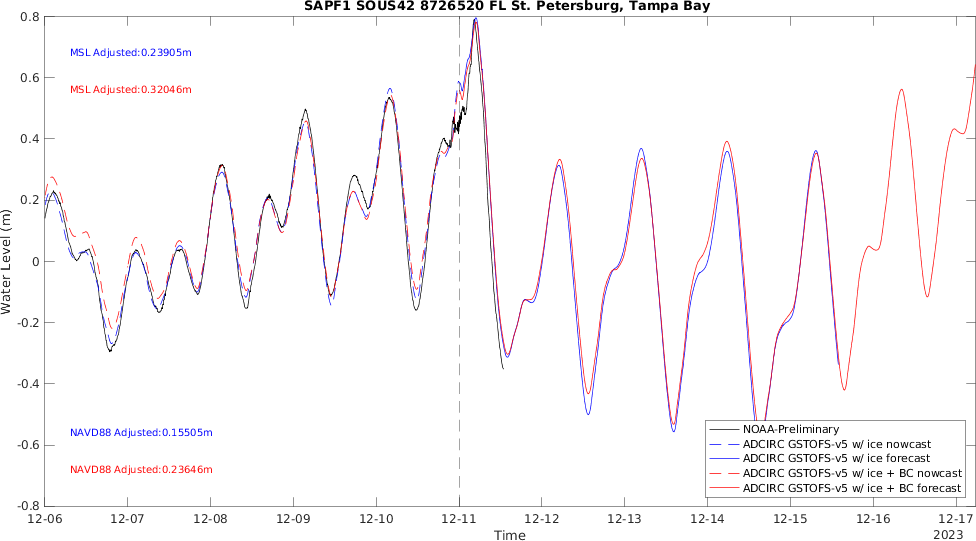 SAPF1 SOUS42 8726520 FL St. Petersburg, Tampa Bay
0.8
MSL Adjusted:0.23905m
0.6
MSL Adjusted:0.32046m
0.4
0.2
Water Level (m)
0
-0.2
-0.4
NAVD88 Adjusted:0.15505m
NOAA-Preliminary
-0.6
ADCIRC GSTOFS-v5 w/ ice nowcast
ADCIRC GSTOFS-v5 w/ ice forecast
NAVD88 Adjusted:0.23646m
ADCIRC GSTOFS-v5 w/ ice + BC nowcast
ADCIRC GSTOFS-v5 w/ ice + BC forecast
-0.8
12-06 12-07 12-08 12-09 12-10 12-11 12-12 12-13 12-14 12-15 12-16 12-17
Time
2023